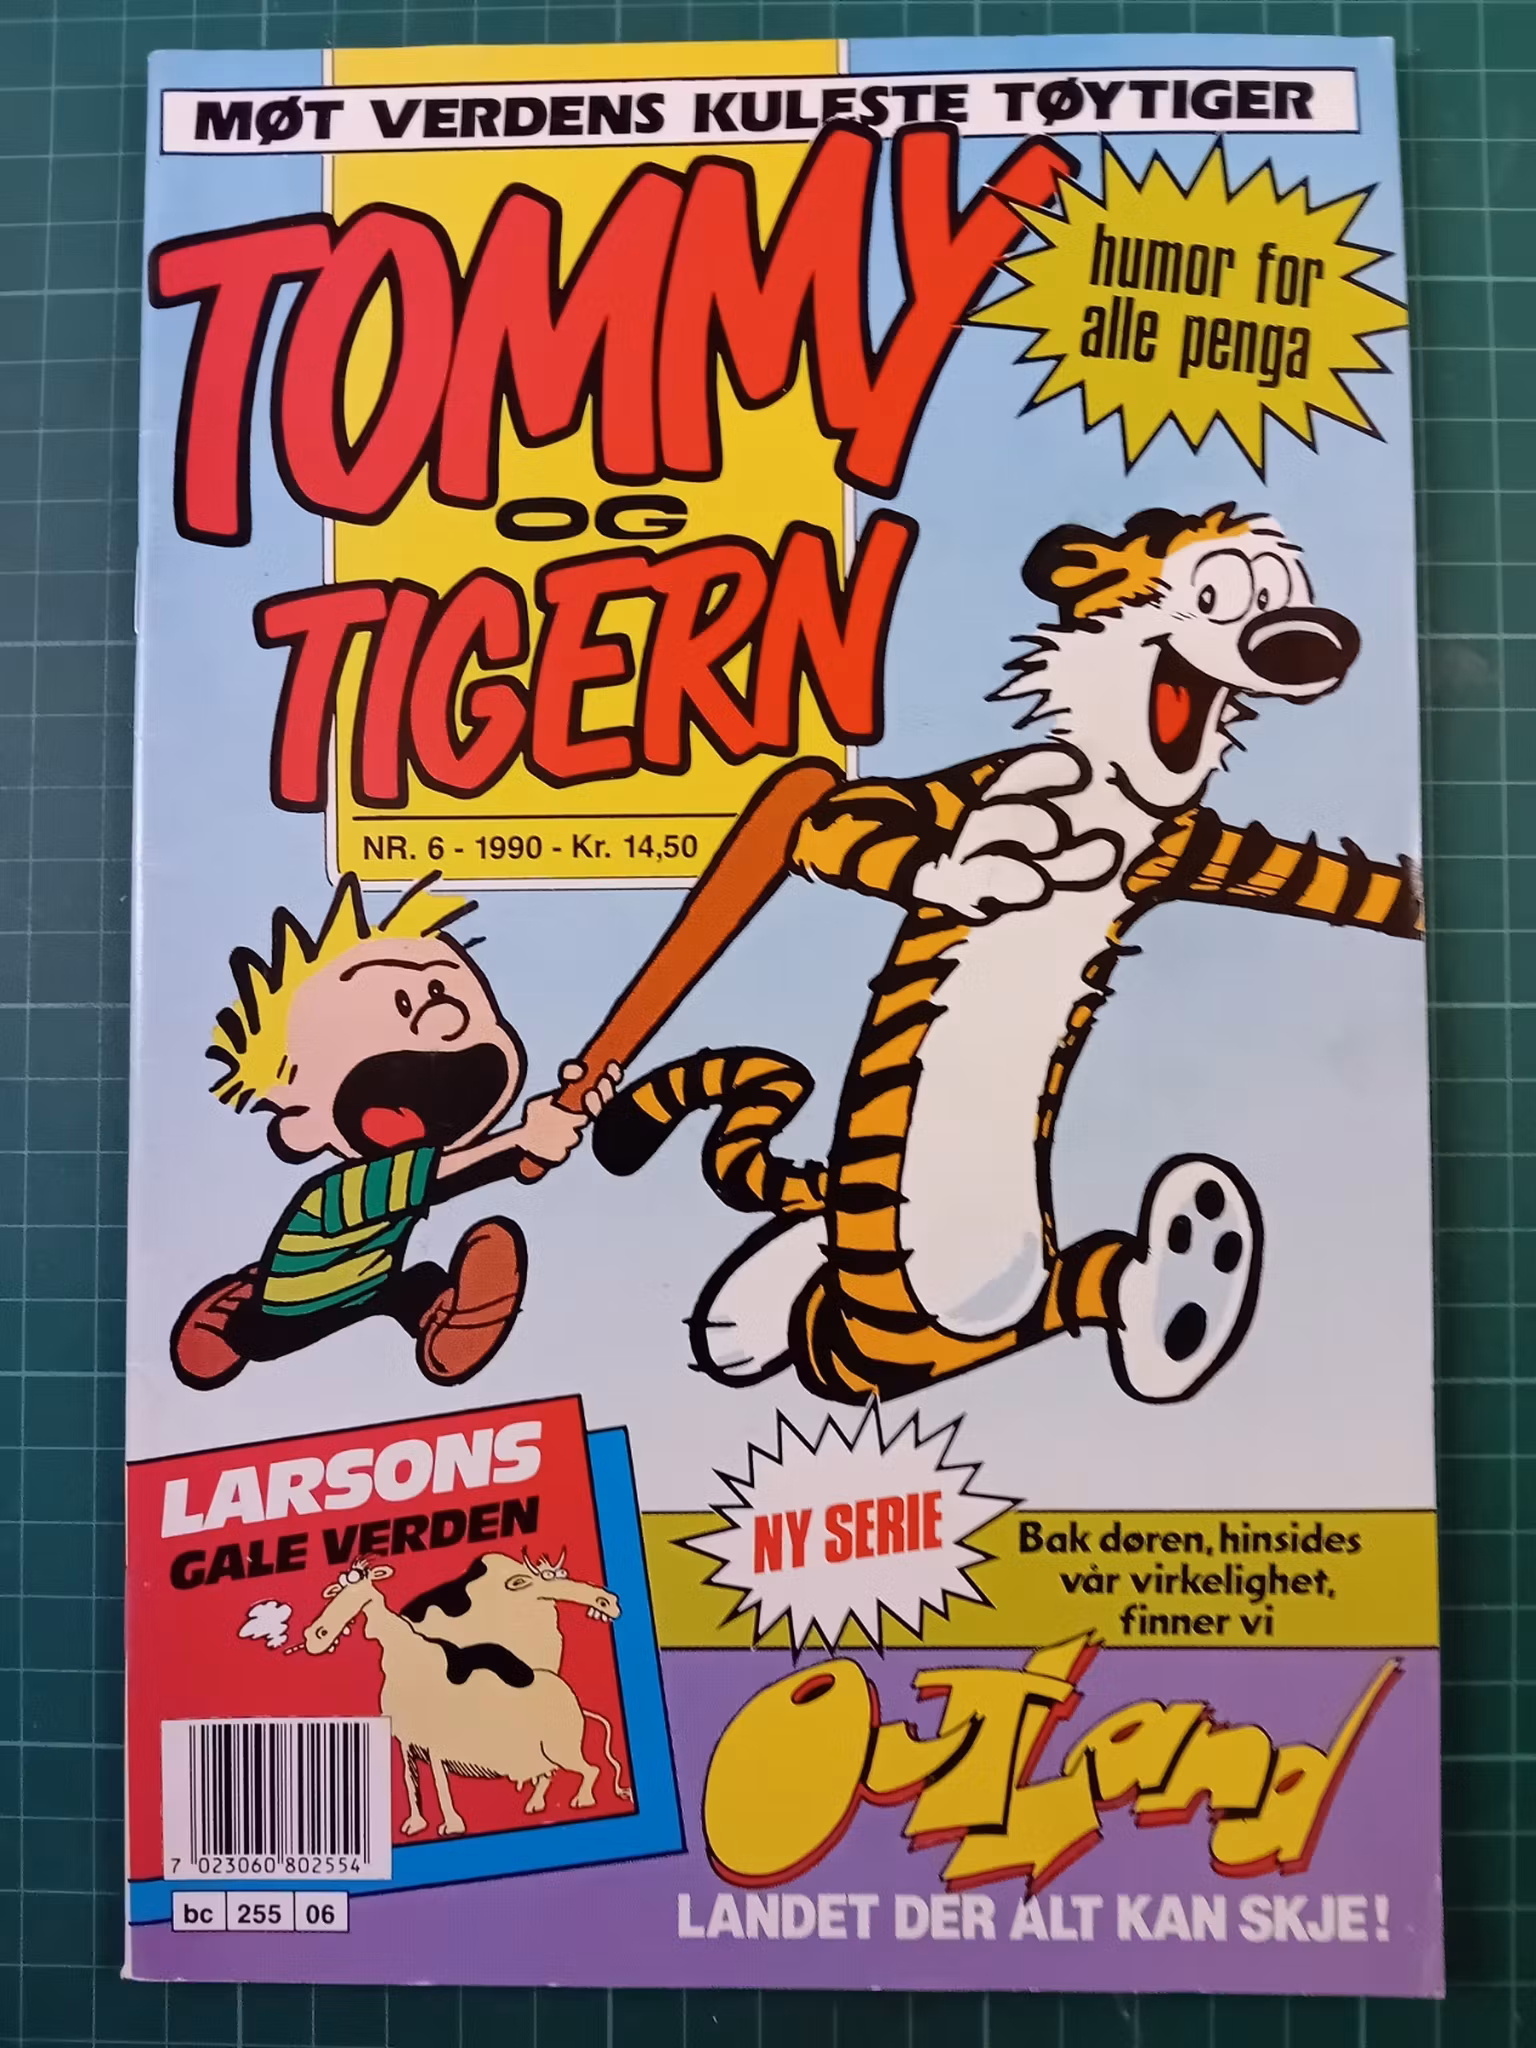 MØT VERDENS KULESTE TØYTIGER
TOMMY
OG
TIGERN
humor for
alle penga
NR. 6 - 1990 - Kr. 14,50
LARSONS
GALE VERDEN
NY SERIE
Bak døren, hinsides
vår virkelighet,
finner vi
OUTLand
LANDET DER ALT KAN SKJE!
7 023060 802554
bc 255 06